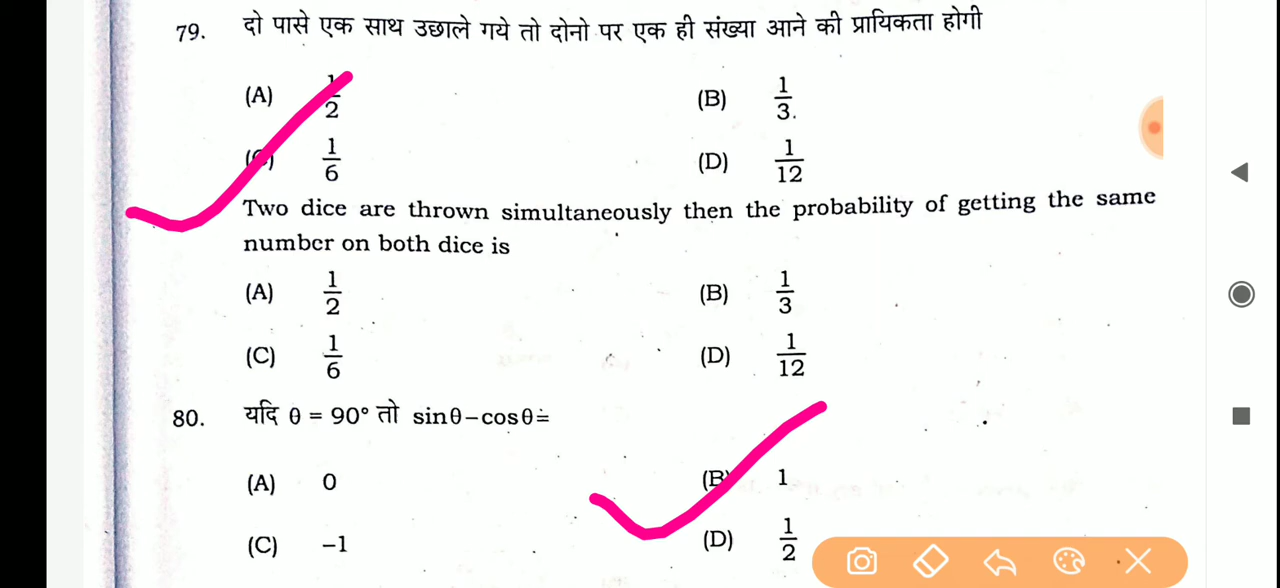 79. दो पासे एक साथ उछाले गये तो दोनो पर एक ही संख्या आने की प्रायिकता होगी
(A) 1/2 (B) 1/3.
(C) 1/6 (D) 1/12
Two dice are thrown simultaneously then the probability of getting the same
number on both dice is
(A) 1/2 (B) 1/3
(C) 1/6 (D) 1/12
80. यदि θ = 90° तो sinθ–cosθ=
(A) 0 (B) 1
(C) –1 (D) 1/2